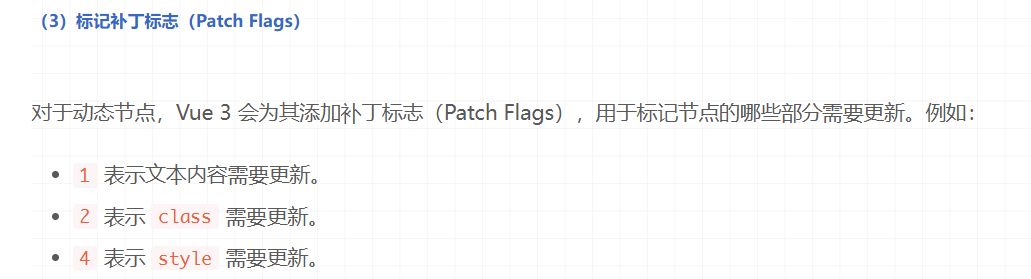 （3）标记补丁标志（Patch Flags）
对于动态节点，Vue 3 会为其添加补丁标志（Patch Flags），用于标记节点的哪些部分需要更新。例如：
• 1 表示文本内容需要更新。
• 2 表示 class 需要更新。
• 4 表示 style 需要更新。